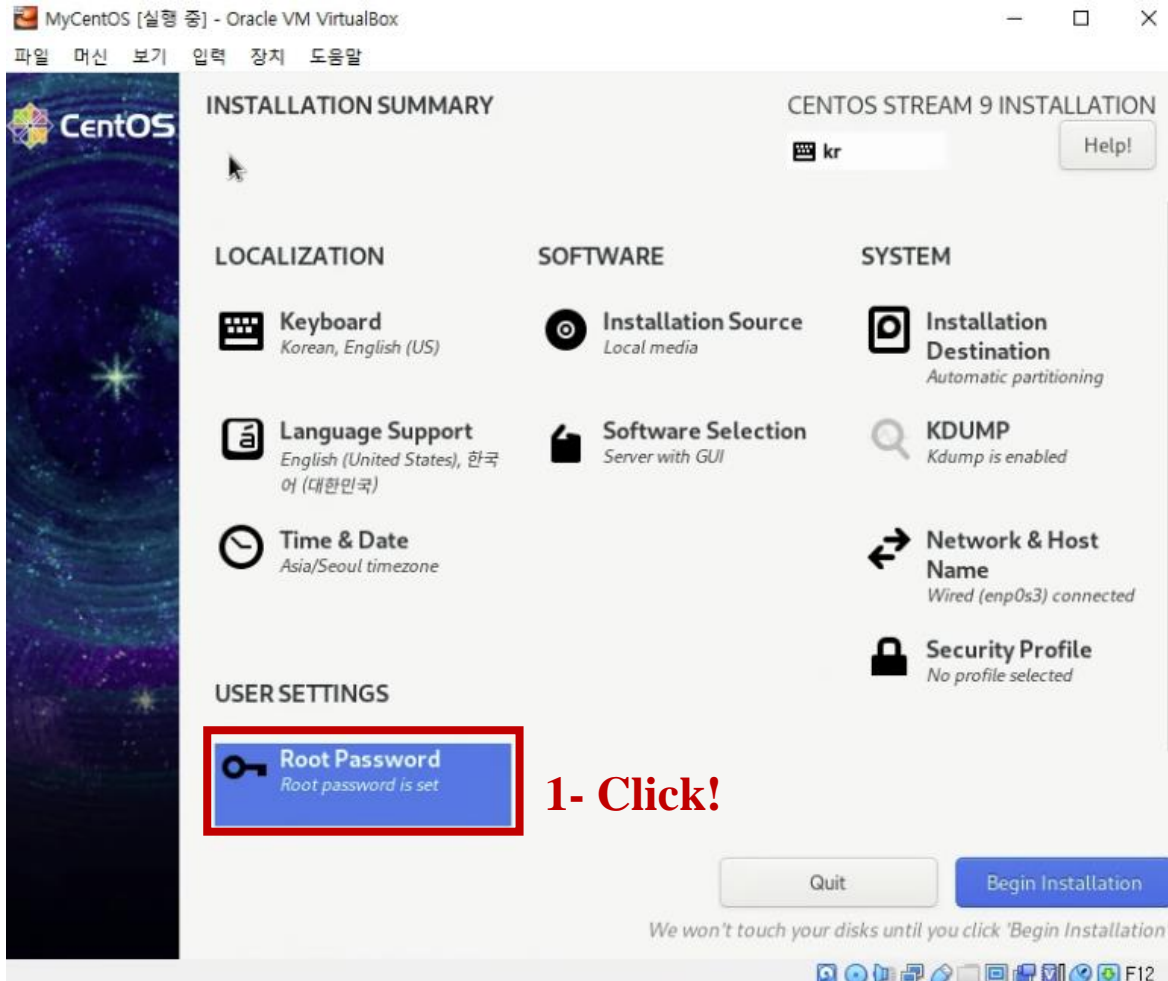 MyCentOS [실행 중] - Oracle VM VirtualBox
파일 머신 보기 입력 장치 도움말
CentOS
INSTALLATION SUMMARY
CENTOS STREAM 9 INSTALLATION
kr
Help!
LOCALIZATION
Keyboard
Korean, English (US)
Language Support
English (United States), 한국
어 (대한민국)
Time & Date
Asia/Seoul timezone
SOFTWARE
Installation Source
Local media
Software Selection
Server with GUI
SYSTEM
Installation
Destination
Automatic partitioning
KDUMP
Kdump is enabled
Network & Host
Name
Wired (enp0s3) connected
Security Profile
No profile selected
USER SETTINGS
Root Password
Root password is set
1- Click!
Quit
Begin Installation
We won't touch your disks until you click 'Begin Installation
F12